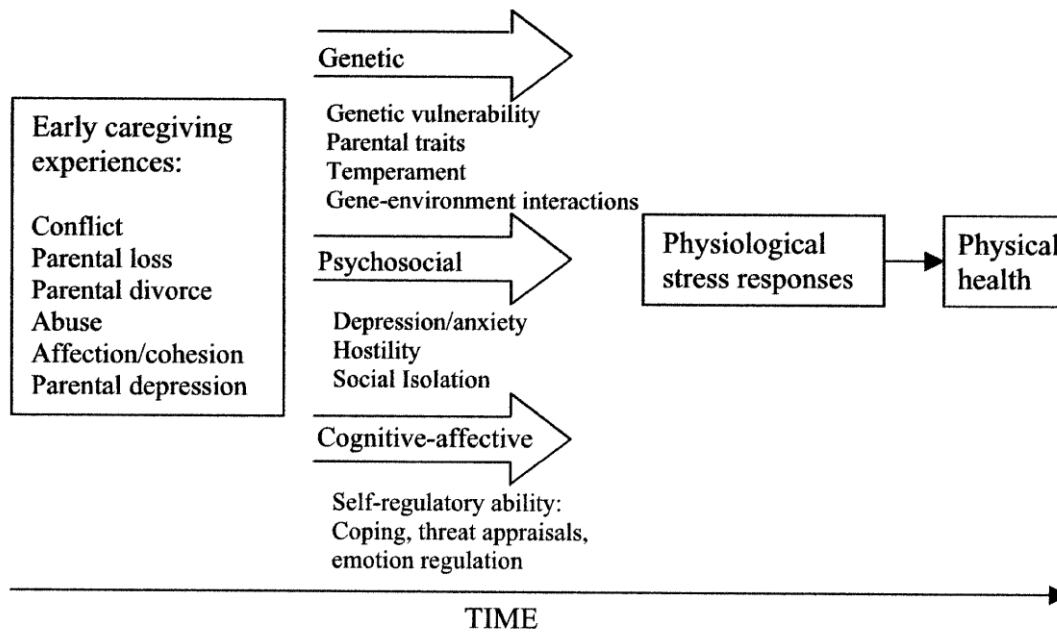 Early caregiving
experiences:
Conflict
Parental loss
Parental divorce
Abuse
Affection/cohesion
Parental depression
Genetic
Genetic vulnerability
Parental traits
Temperament
Gene-environment interactions
Psychosocial
Depression/anxiety
Hostility
Social Isolation
Cognitive-affective
Self-regulatory ability:
Coping, threat appraisals,
emotion regulation
Physiological
stress responses
Physical
health
TIME